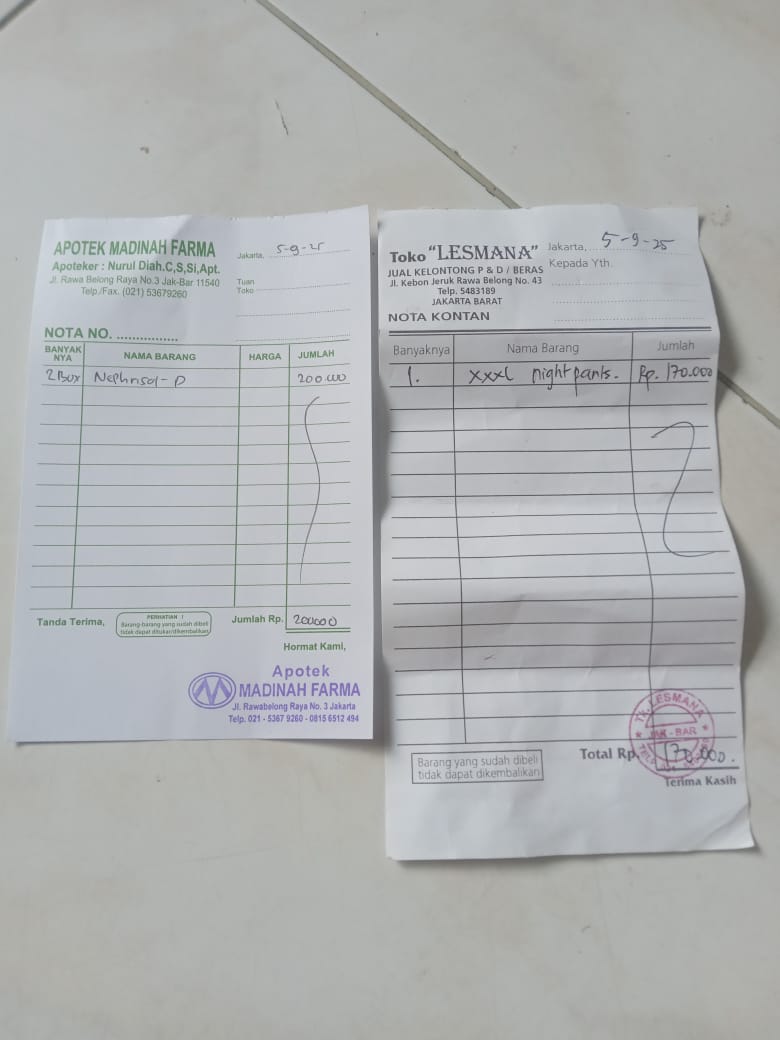 APOTEK MADINAH FARMA
Apoteker : Nurul Diah.C,S,Si,Apt.
Jl. Rawa Belong Raya No.3 Jak-Bar 11540
Telp./Fax. (021) 53679260
Jakarta, 5-9-25
Tuan
Toko
NOTA NO. ................
BANYAK NYA NAMA BARANG HARGA JUMLAH
2 Box Nephrisol-D 200.000
Tanda Terima,
PERHATIAN !
Barang-barang yang sudah dibeli
tidak dapat ditukar/dikembalikan
Jumlah Rp. 200000
Hormat Kami,
Apotek
MADINAH FARMA
Jl. Rawabelong Raya No. 3 Jakarta
Telp. 021 - 5367 9260 - 0815 6512 494
Toko "LESMANA"
JUAL KELONTONG P & D / BERAS
Jl. Kebon Jeruk Rawa Belong No. 43
Telp. 5483189
JAKARTA BARAT
NOTA KONTAN
Jakarta, 5-9-25
Kepada Yth.
Banyaknya Nama Barang Jumlah
1. xxxl night pants. Rp. 170.000
Tk. LESMANA
JAK - BAR
Barang yang sudah dibeli
tidak dapat dikembalikan
Total Rp. 170.000.
Terima Kasih